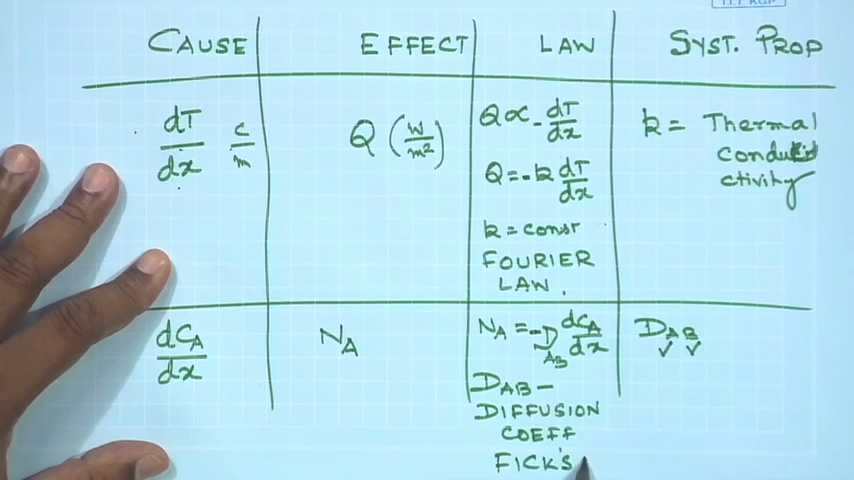 CAUSE EFFECT LAW SYST. PROP
dT/dx c/m Q (W/m²) Q ∝ - dT/dx k = Thermal
conducti
ctivity
Q = -k dT/dx
k = const
FOURIER
LAW.
dCA/dx NA NA = -DAB dCA/dx DAB
DAB -
DIFFUSION
COEFF
FICK'S